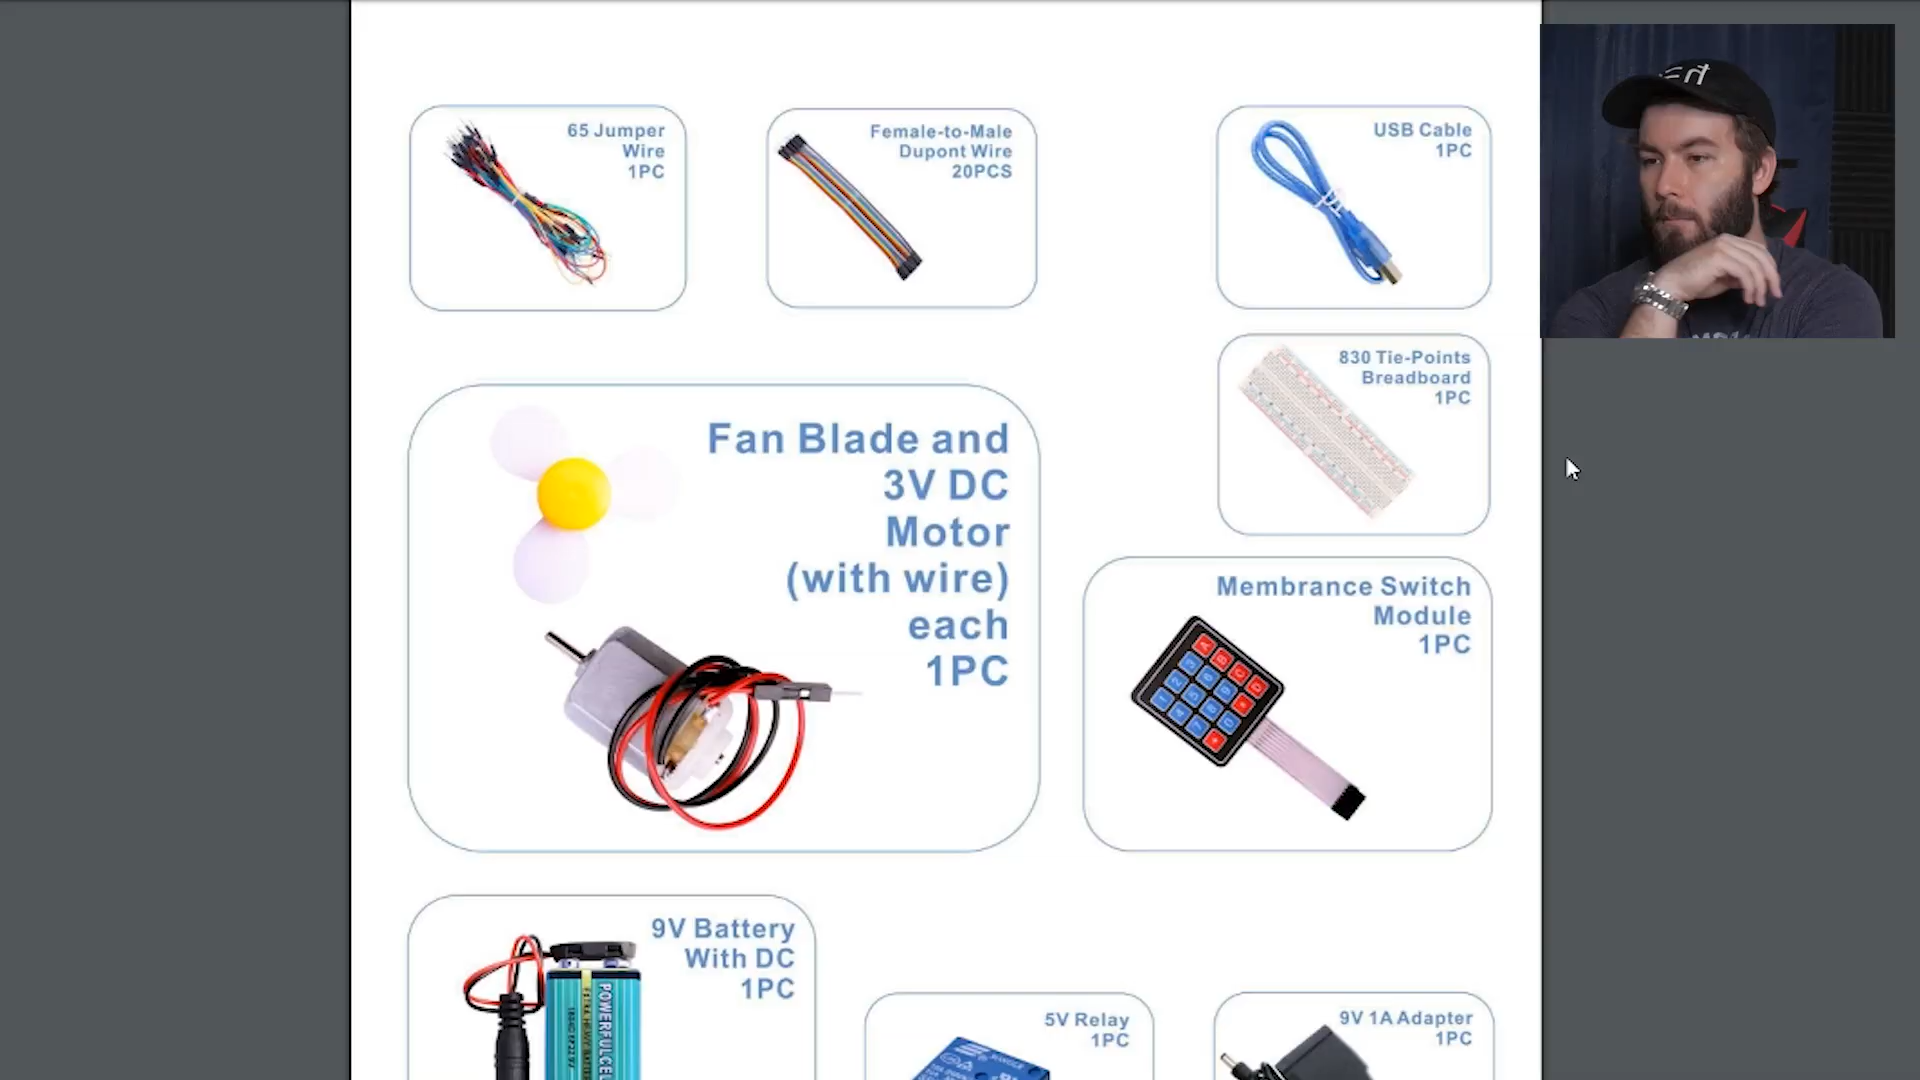 65 Jumper
Wire
1PC
Female-to-Male
Dupont Wire
20PCS
USB Cable
1PC
830 Tie-Points
Breadboard
1PC
Fan Blade and
3V DC
Motor
(with wire)
each
1PC
Membrance Switch
Module
1PC
9V Battery
With DC
1PC
POWERFULCEL
5V Relay
1PC
9V 1A Adapter
1PC